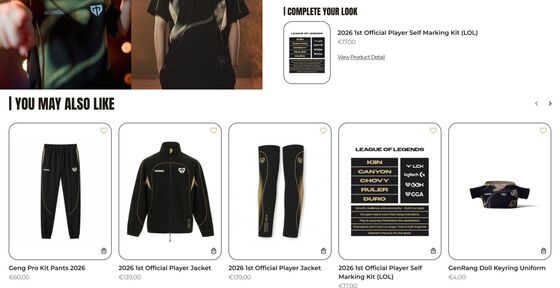 COMPLETE YOUR LOOK
2026 1st Official Player Self Marking Kit (LOL)
€17.00
View Product Detail
YOU MAY ALSO LIKE
LEAGUE OF LEGENDS
KIIN
CANYON
CHOVY
RULER
DURO
logitech G
GGA
Geng Pro Kit Pants 2026
€60,00
2026 1st Official Player Jacket
€139,00
2026 1st Official Player Jacket
€139,00
2026 1st Official Player Self
Marking Kit (LOL)
€17.00
GenRang Doll Keyring Uniform
€4,00